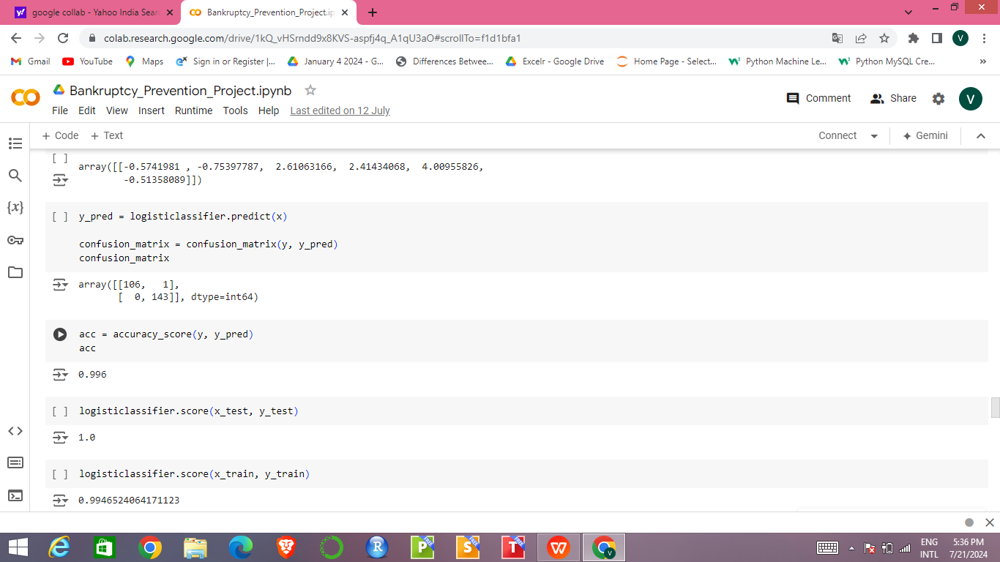 google collab - Yahoo India Sear
Bankruptcy_Prevention_Project.ip
colab.research.google.com/drive/1kQ_vHSrndd9x8KVS-aspfj4q_A1qU3aO#scrollTo=f1d1bfa1
V
Gmail YouTube Maps Sign in or Register |... January 4 2024 - G... Differences Betwee... Excelr - Google Drive Home Page - Select... Python Machine Le... Python MySQL Cre... »
Bankruptcy_Prevention_Project.ipynb
Comment Share V
File Edit View Insert Runtime Tools Help Last edited on 12 July
+ Code + Text Connect Gemini
[ ]
array([[-0.5741981 , -0.75397787, 2.61063166, 2.41434068, 4.00955826,
-0.51358089]])
{x}
[ ] y_pred = logisticlassifier.predict(x)
confusion_matrix = confusion_matrix(y, y_pred)
confusion_matrix
array([[106, 1],
[ 0, 143]], dtype=int64)
acc = accuracy_score(y, y_pred)
acc
0.996
[ ] logisticlassifier.score(x_test, y_test)
1.0
[ ] logisticlassifier.score(x_train, y_train)
0.9946524064171123
ENG 5:36 PM
INTL 7/21/2024